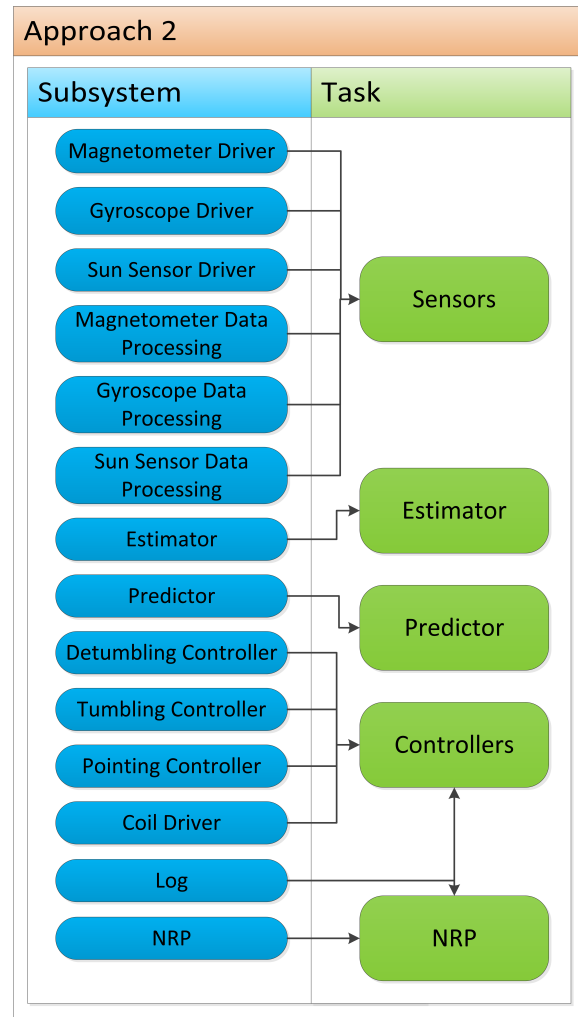 Approach 2
Subsystem
Task
Magnetometer Driver
Gyroscope Driver
Sun Sensor Driver
Magnetometer Data
Processing
Gyroscope Data
Processing
Sun Sensor Data
Processing
Estimator
Predictor
Detumbling Controller
Tumbling Controller
Pointing Controller
Coil Driver
Log
NRP
Sensors
Estimator
Predictor
Controllers
NRP